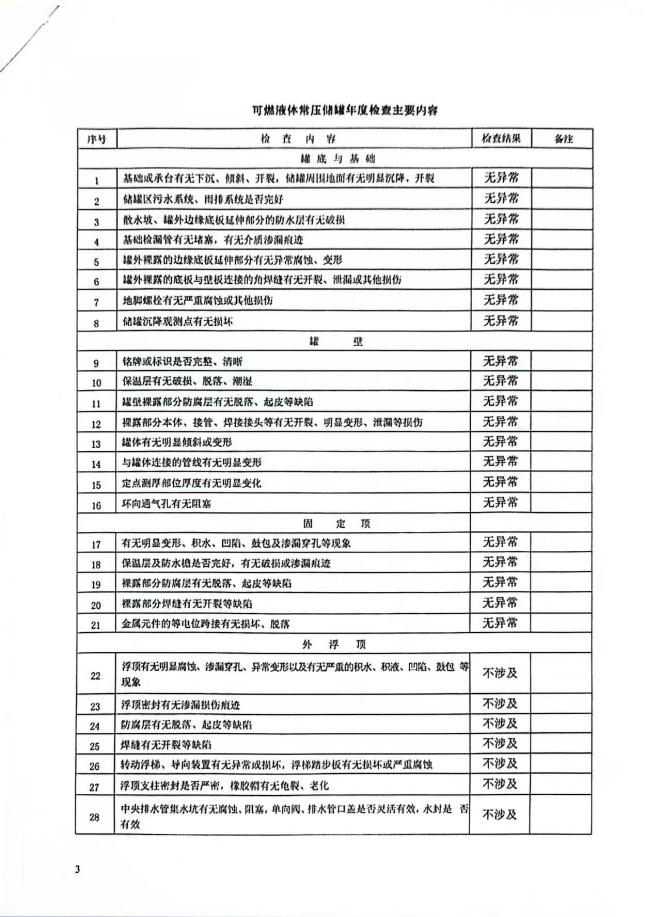 可燃液体常压储罐年度检查主要内容
序号 检 查 内 容 检查结果 备注
罐 底 与 基 础
1 基础或承台有无下沉、倾斜、开裂，储罐周围地面有无明显沉降、开裂 无异常
2 储罐区污水系统、雨排系统是否完好 无异常
3 散水坡、罐外边缘底板延伸部分的防水层有无破损 无异常
4 基础检漏管有无堵塞，有无介质渗漏痕迹 无异常
5 罐外裸露的边缘底板延伸部分有无异常腐蚀、变形 无异常
6 罐外裸露的底板与壁板连接的角焊缝有无开裂、泄漏或其他损伤 无异常
7 地脚螺栓有无严重腐蚀或其他损伤 无异常
8 储罐沉降观测点有无损坏 无异常
罐 壁
9 铭牌或标识是否完整、清晰 无异常
10 保温层有无破损、脱落、潮湿 无异常
11 罐壁裸露部分防腐层有无脱落、起皮等缺陷 无异常
12 裸露部分本体、接管、焊接接头等有无开裂、明显变形、泄漏等损伤 无异常
13 罐体有无明显倾斜或变形 无异常
14 与罐体连接的管线有无明显变形 无异常
15 定点测厚部位厚度有无明显变化 无异常
16 环向通气孔有无阻塞 无异常
固 定 顶
17 有无明显变形、积水、凹陷、鼓包及渗漏穿孔等现象 无异常
18 保温层及防水檐是否完好，有无破损或渗漏痕迹 无异常
19 裸露部分防腐层有无脱落、起皮等缺陷 无异常
20 裸露部分焊缝有无开裂等缺陷 无异常
21 金属元件的等电位跨接有无损坏、脱落 无异常
外 浮 顶
22 浮顶有无明显腐蚀、渗漏穿孔、异常变形以及有无严重的积水、积液、凹陷、鼓包 等 不涉及
现象
23 浮顶密封有无渗漏损伤痕迹 不涉及
24 防腐层有无脱落、起皮等缺陷 不涉及
25 焊缝有无开裂等缺陷 不涉及
26 转动浮梯、导向装置有无异常或损坏，浮梯踏步板有无损坏或严重腐蚀 不涉及
27 浮顶支柱密封是否严密，橡胶帽有无龟裂、老化 不涉及
28 中央排水管集水坑有无腐蚀、阻塞，单向阀、排水管口盖是否灵活有效，水封是 否 不涉及
有效
3